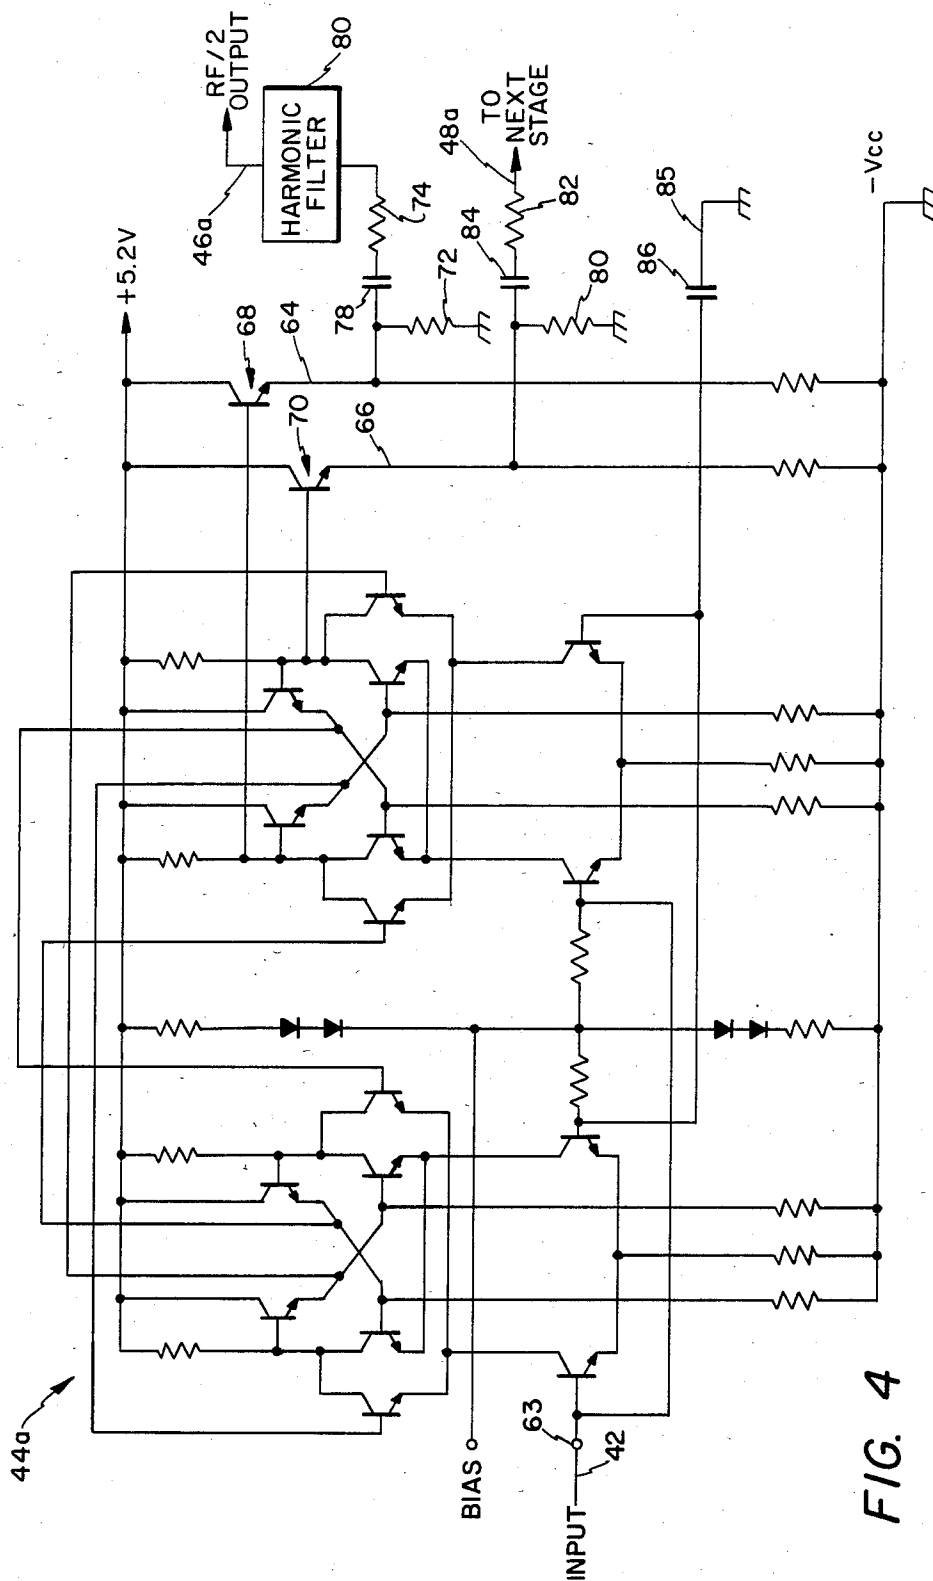 44a
+5.2V
46a
RF/2
OUTPUT
HARMONIC
FILTER
80
68
64
78
74
70
72
66
48a
TO
NEXT
STAGE
84
82
80
86
85
BIAS
63
INPUT
42
-Vcc
FIG. 4